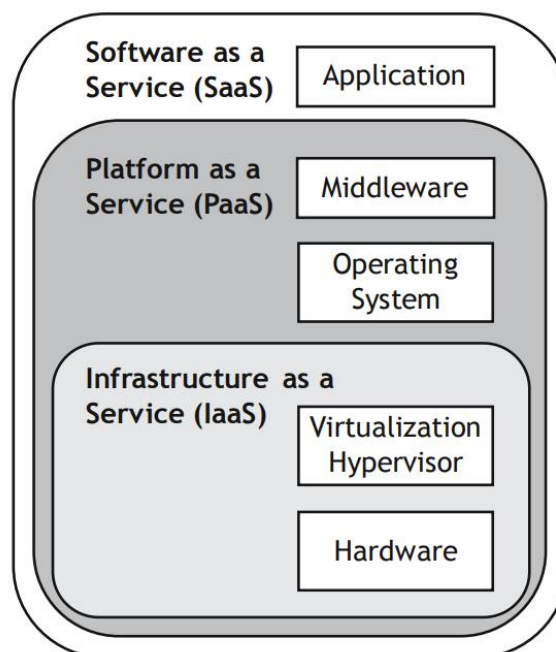 Software as a
Service (SaaS)
Application
Platform as a
Service (PaaS)
Middleware
Operating
System
Infrastructure as a
Service (IaaS)
Virtualization
Hypervisor
Hardware